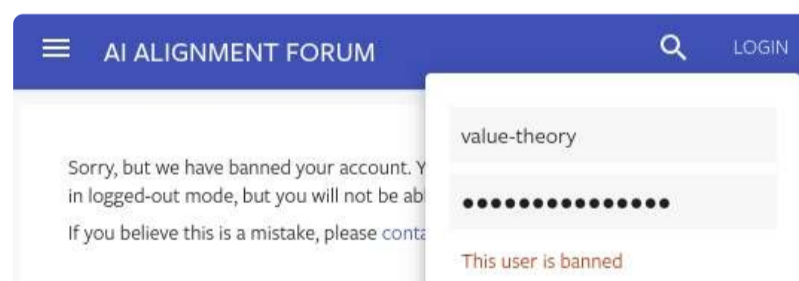 AI ALIGNMENT FORUM
LOGIN
Sorry, but we have banned your account.
in logged-out mode, but you will not be
If you believe this is a mistake, please
value-theory
This user is banned